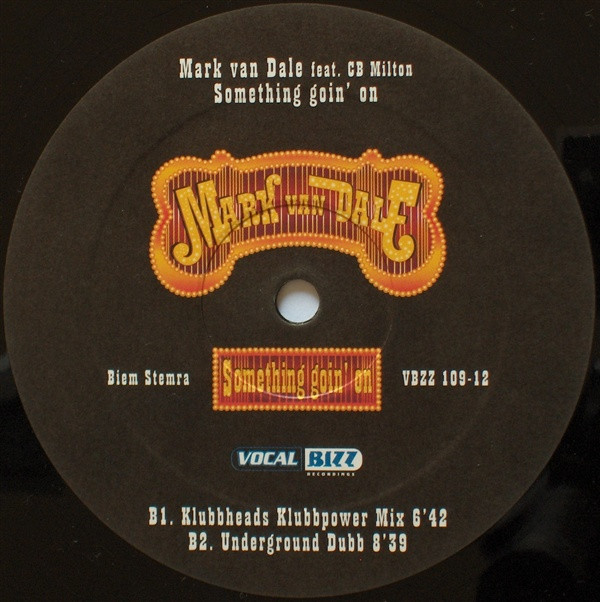 Mark van Dale feat. CB Milton
Something goin' on
MARK VAN DALE
Biem Stemra
Something goin' on
VBZZ 109-12
VOCAL BIZZ
RECORDINGS
B1. Klubbheads Klubbpower Mix 6'42
B2. Underground Dubb 8'39